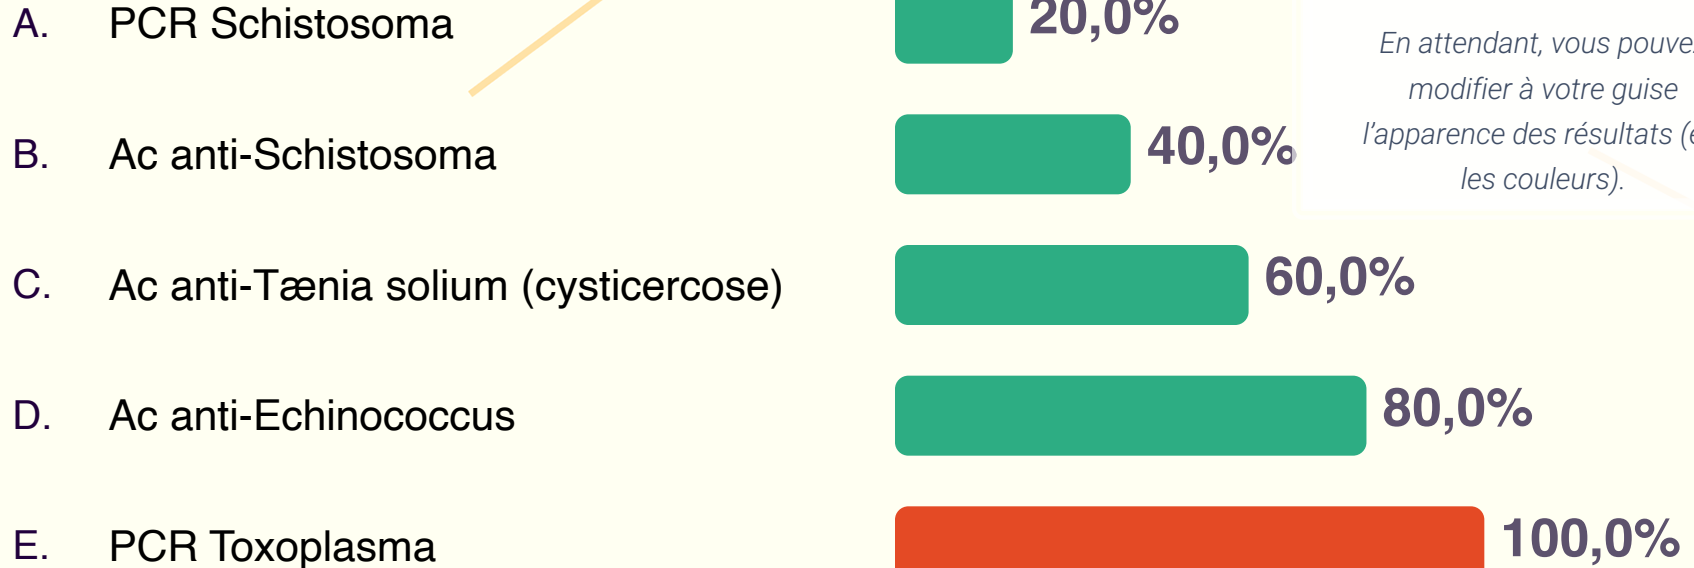 A. PCR Schistosoma 20,0%
En attendant, vous pouvez
modifier à votre guise
B. Ac anti-Schistosoma 40,0%
l'apparence des résultats
les couleurs).
C. Ac anti-Tænia solium (cysticercose) 60,0%
D. Ac anti-Echinococcus 80,0%
E. PCR Toxoplasma 100,0%